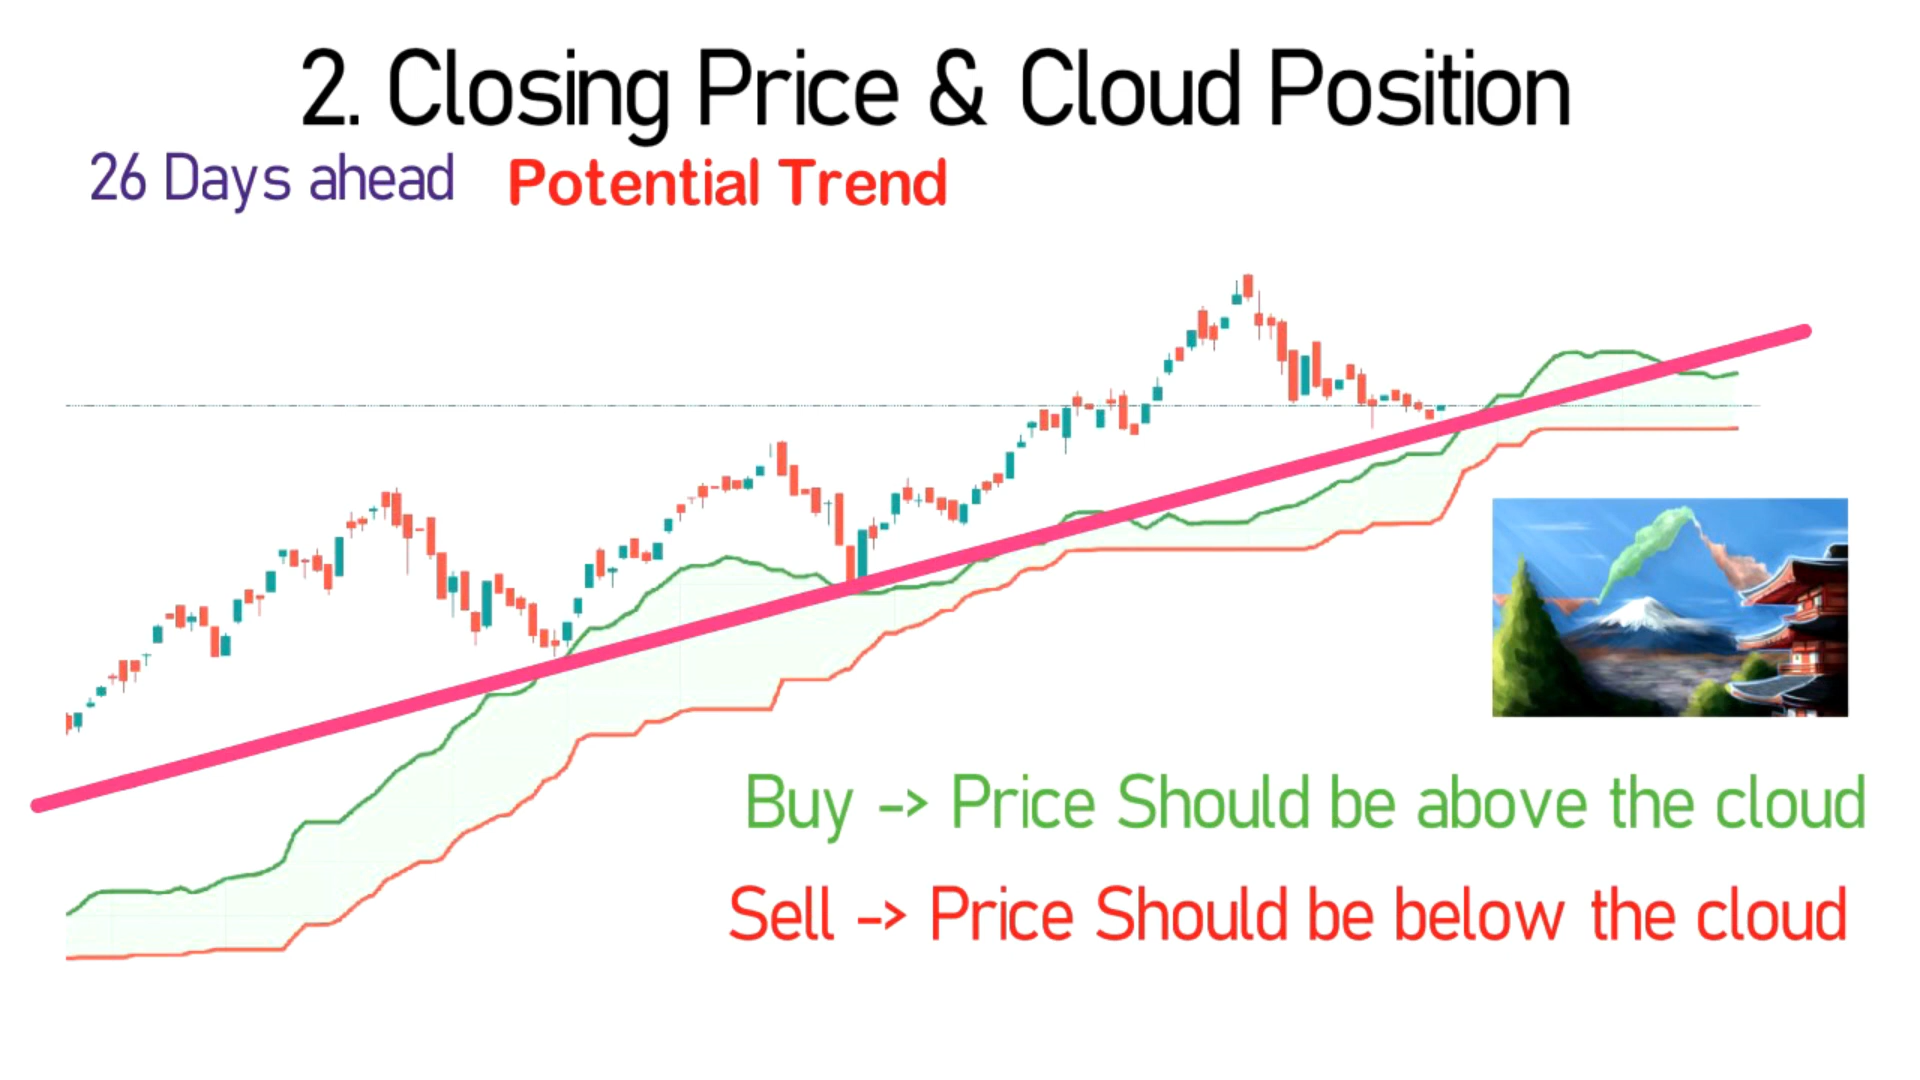 2. Closing Price & Cloud Position
26 Days ahead Potential Trend
Buy -> Price Should be above the cloud
Sell -> Price Should be below the cloud